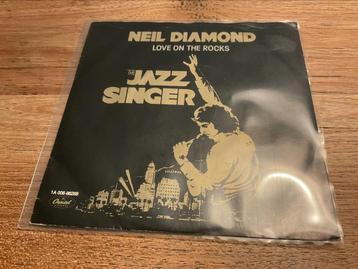 NEIL DIAMOND
LOVE ON THE ROCKS
THE
JAZZ
SINGER
1A 006-86268
Capitol